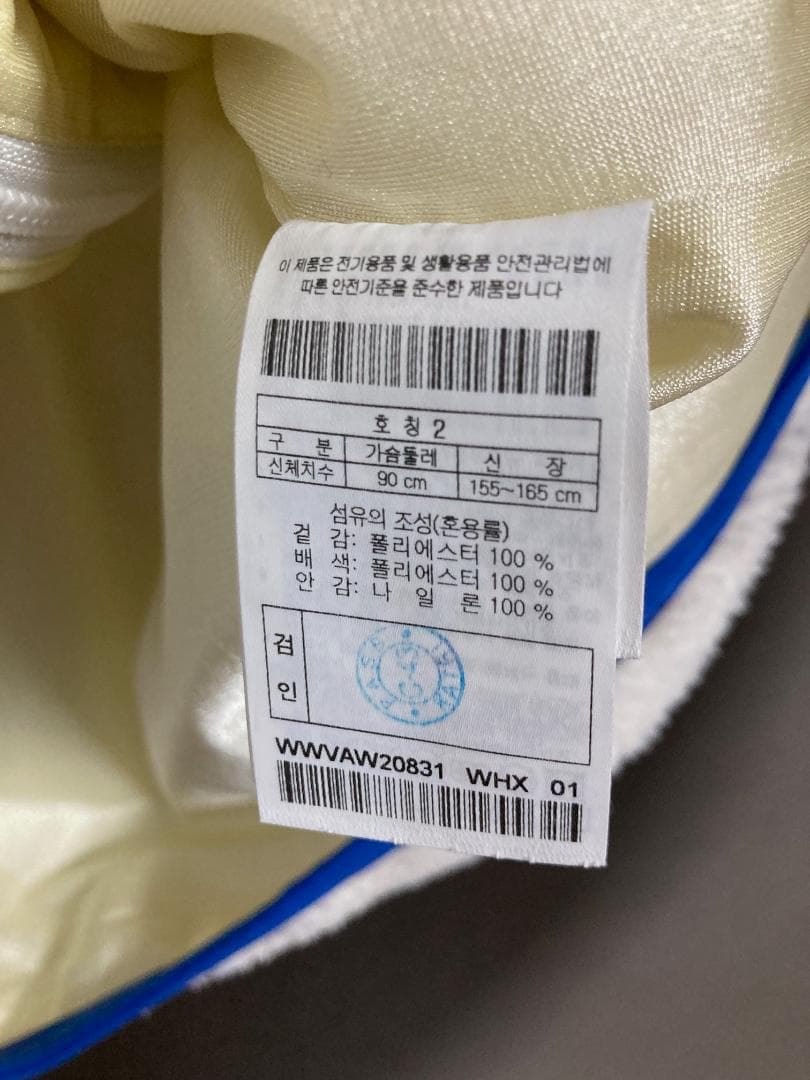 이 제품은 전기용품 및 생활용품 안전관리법에
따른 안전기준을 준수한 제품입니다
호 칭 2
구 분 가슴둘레 신 장
신체치수 90 cm 155~165 cm
섬유의 조성(혼용률)
겉 감: 폴리에스터 100 %
배 색: 폴리에스터 100 %
안 감: 나 일 론 100 %
검
인
WWVAW20831 WHX 01